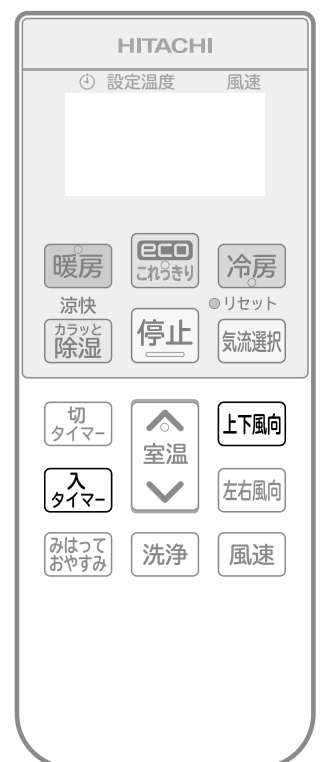 HITACHI
設定温度 風速
暖房
eco
これっきり
冷房
涼快
カラッと
除湿
停止
リセット
気流選択
切
タイマー
室温
上下風向
入
タイマー
左右風向
みはって
おやすみ
洗浄
風速